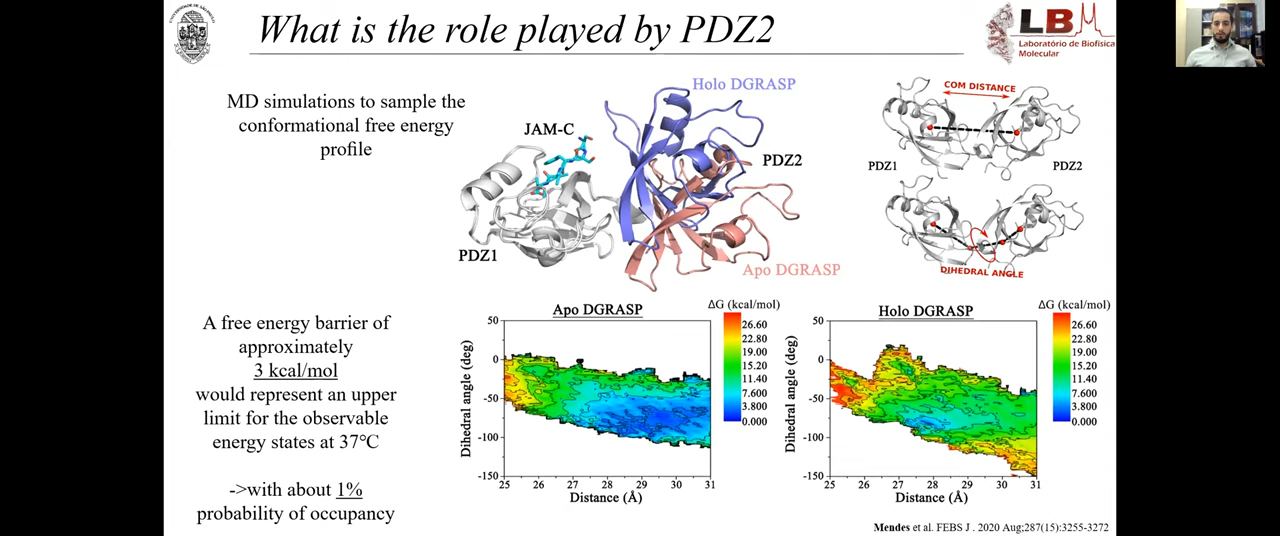 What is the role played by PDZ2
LB
Laboratório de Biofísica
Molecular
MD simulations to sample the
conformational free energy
profile
Holo DGRASP
JAM-C
PDZ2
PDZ1
Apo DGRASP
COM DISTANCE
PDZ1
PDZ2
DIHEDRAL ANGLE
A free energy barrier of
approximately
3 kcal/mol
would represent an upper
limit for the observable
energy states at 37°C
->with about 1%
probability of occupancy
Apo DGRASP
ΔG (kcal/mol)
26.60
22.80
19.00
15.20
11.40
7.600
3.800
0.000
Dihedral angle (deg)
50
0
-50
-100
-150
25 26 27 28 29 30 31
Distance (Å)
Holo DGRASP
ΔG (kcal/mol)
26.60
22.80
19.00
15.20
11.40
7.600
3.800
0.000
Dihedral angle (deg)
50
0
-50
-100
-150
25 26 27 28 29 30 31
Distance (Å)
Mendes et al. FEBS J . 2020 Aug;287(15):3255-3272